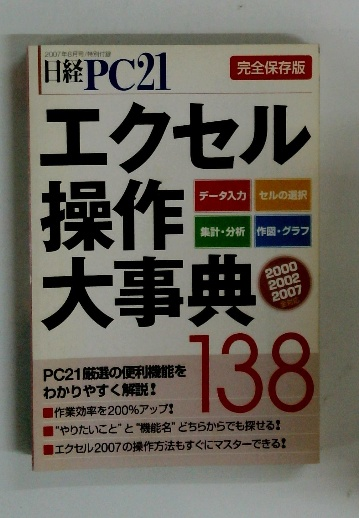 2007年6月号特別付録
日経PC21
完全保存版
エクセル
操作
大事典
データ入力
セルの選択
集計・分析
作図・グラフ
2000
2002
2007
138
PC21厳選の便利機能を
わかりやすく解説!
■作業効率を200%アップ!
■“やりたいこと”と“機能名”どちらからでも探せる!
■エクセル2007の操作方法もすぐにマスターできる!